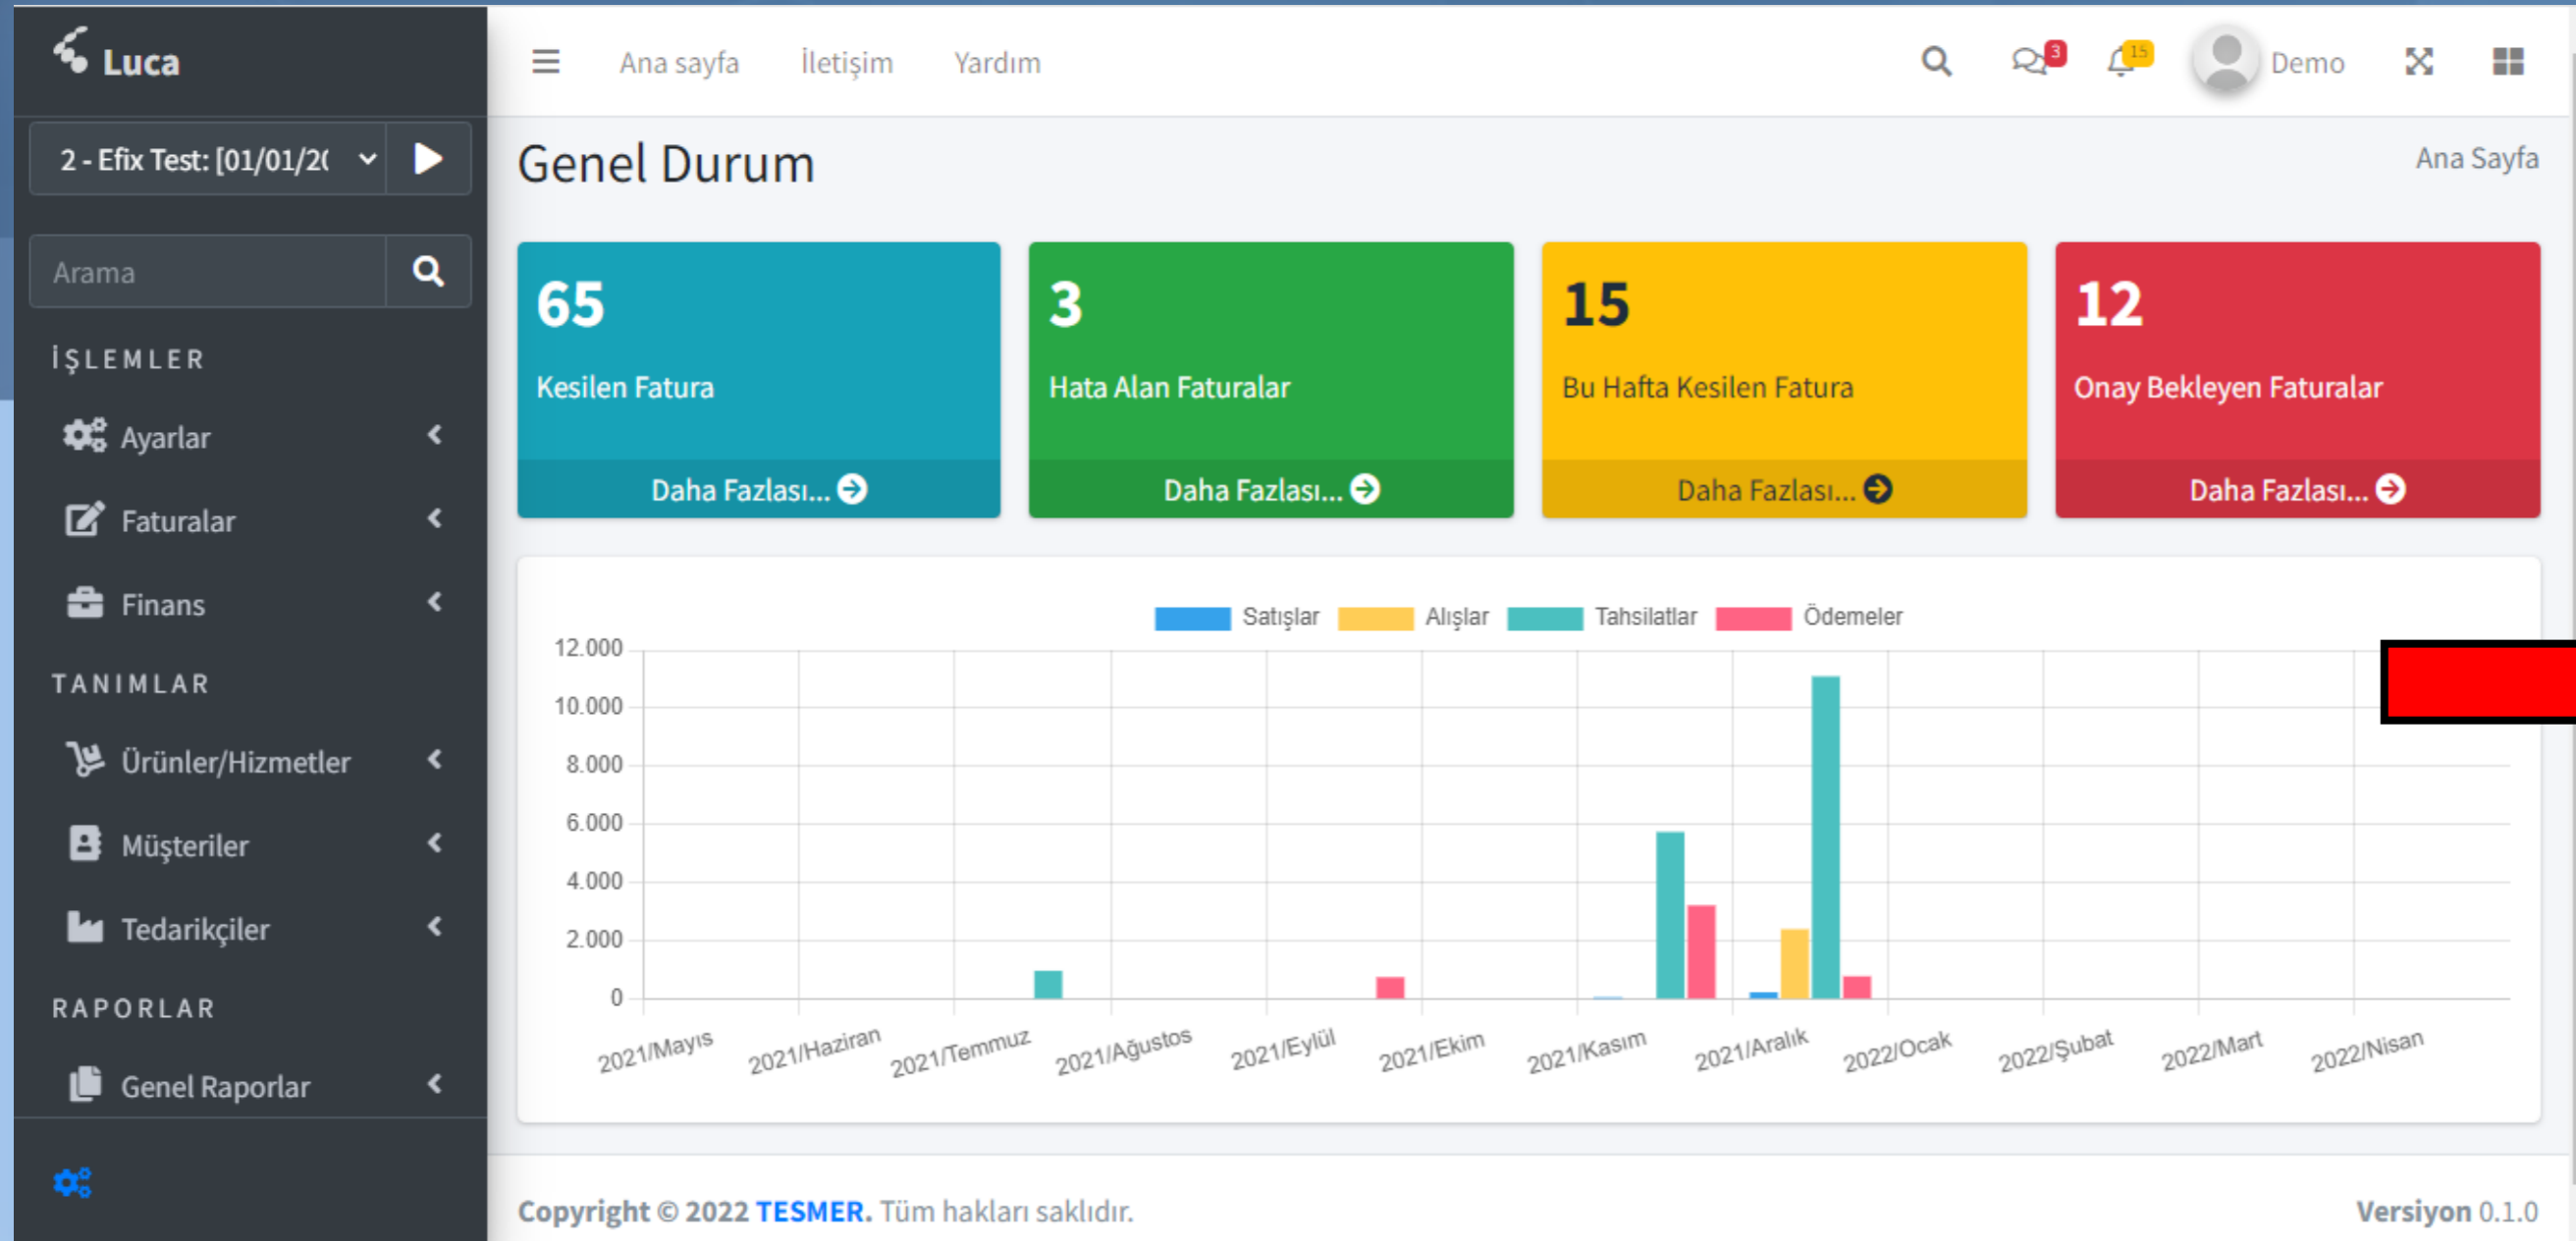 Luca
2 - Efix Test: [01/01/20
Arama
İŞLEMLER
Ayarlar
Faturalar
Finans
TANIMLAR
Ürünler/Hizmetler
Müşteriler
Tedarikçiler
RAPORLAR
Genel Raporlar
Ana sayfa İletişim Yardım 3 15 Demo
Genel Durum Ana Sayfa
65
Kesilen Fatura
Daha Fazlası...
3
Hata Alan Faturalar
Daha Fazlası...
15
Bu Hafta Kesilen Fatura
Daha Fazlası...
12
Onay Bekleyen Faturalar
Daha Fazlası...
Satışlar Alışlar Tahsilatlar Ödemeler
12.000
10.000
8.000
6.000
4.000
2.000
0
2021/Mayıs 2021/Haziran 2021/Temmuz 2021/Ağustos 2021/Eylül 2021/Ekim 2021/Kasım 2021/Aralık 2022/Ocak 2022/Şubat 2022/Mart 2022/Nisan
Copyright © 2022 TESMER. Tüm hakları saklıdır. Versiyon 0.1.0